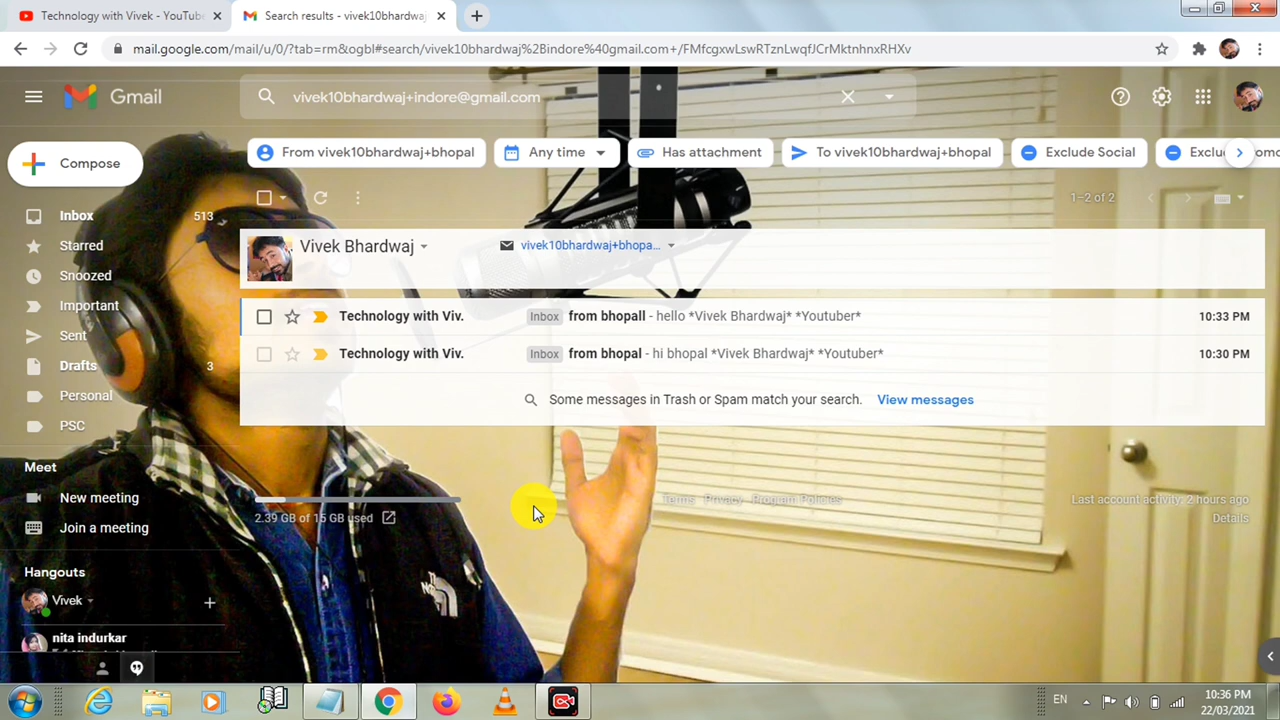 Technology with Vivek - YouTube
Search results - vivek10bhardwaj
mail.google.com/mail/u/0/?tab=rm&ogbl#search/vivek10bhardwaj%2Bindore%40gmail.com+/FMfcgxwLswRTznLwqfJCrMktnhnxRHXv
Gmail
vivek10bhardwaj+indore@gmail.com
Compose
From vivek10bhardwaj+bhopal
Any time
Has attachment
To vivek10bhardwaj+bhopal
Exclude Social
1–2 of 2
Inbox 513
Starred
Snoozed
Important
Sent
Drafts 3
Personal
PSC
Vivek Bhardwaj
vivek10bhardwaj+bhopa...
Technology with Viv. Inbox from bhopall - hello *Vivek Bhardwaj* *Youtuber* 10:33 PM
Technology with Viv. Inbox from bhopal - hi bhopal *Vivek Bhardwaj* *Youtuber* 10:30 PM
Some messages in Trash or Spam match your search. View messages
2.39 GB of 15 GB used
Terms · Privacy · Program Policies
Last account activity: 2 hours ago
Details
Meet
New meeting
Join a meeting
Hangouts
Vivek
nita indurkar
EN
10:36 PM
22/03/2021